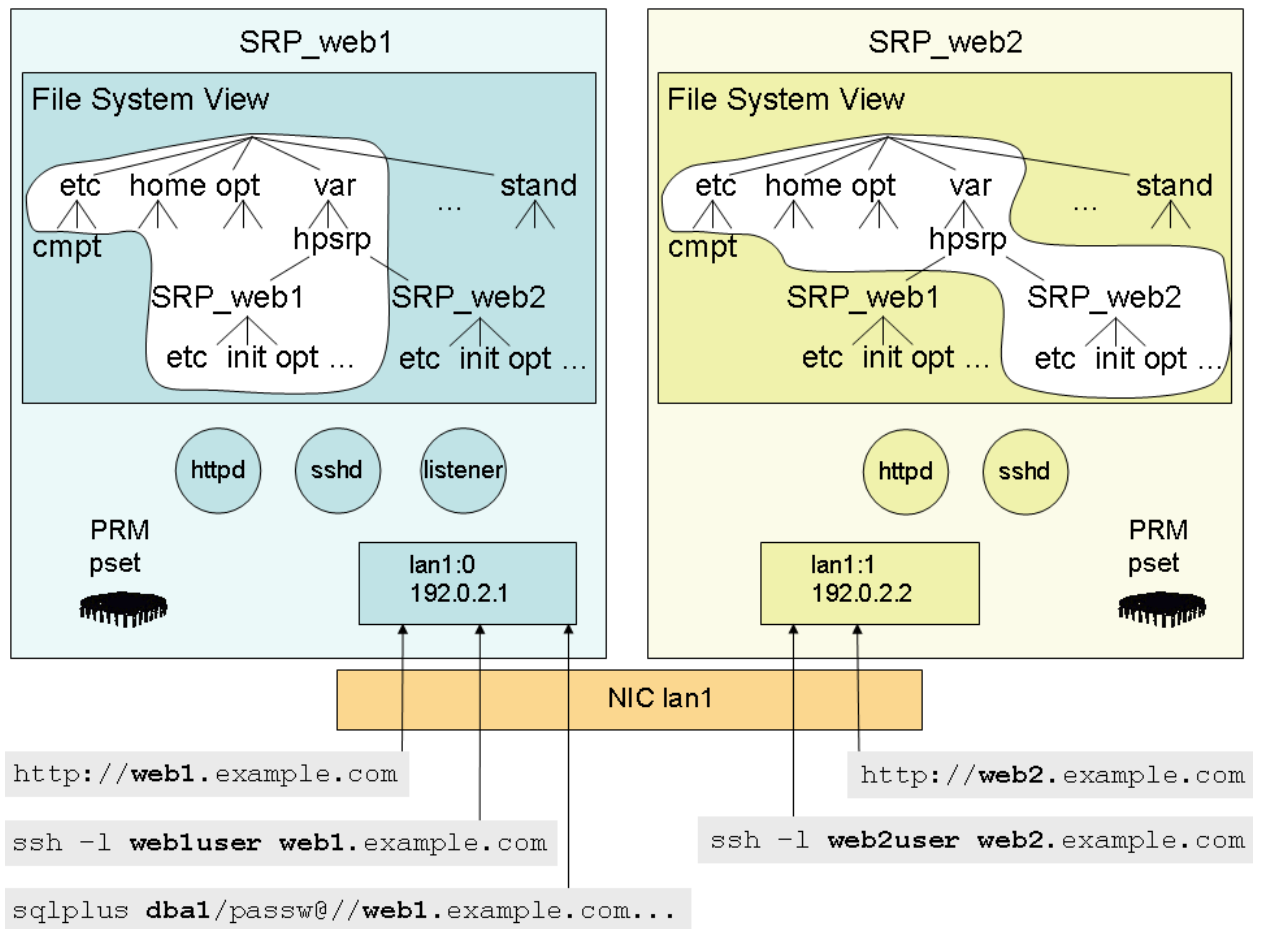 SRP_web1
File System View
etc home opt var ... stand
cmpt hpsrp
SRP_web1 SRP_web2
etc init opt ... etc init opt ...
httpd sshd listener
PRM
pset
lan1:0
192.0.2.1
SRP_web2
File System View
etc home opt var ... stand
cmpt hpsrp
SRP_web1 SRP_web2
etc init opt ... etc init opt ...
httpd sshd
lan1:1
192.0.2.2
PRM
pset
NIC lan1
http://web1.example.com
ssh -l web1user web1.example.com
sqlplus dba1/passw@//web1.example.com...
http://web2.example.com
ssh -l web2user web2.example.com